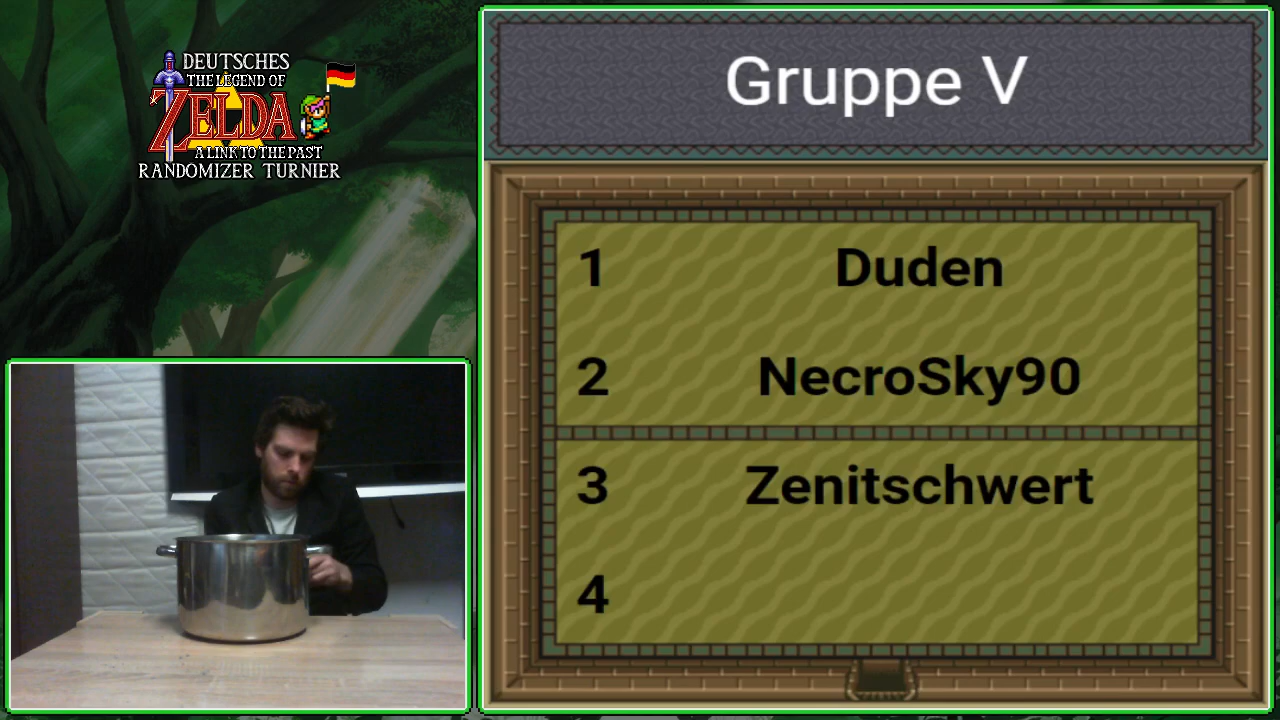 DEUTSCHES
THE LEGEND OF
ZELDA
A LINK TO THE PAST
RANDOMIZER TURNIER
Gruppe V
1 Duden
2 NecroSky90
3 Zenitschwert
4